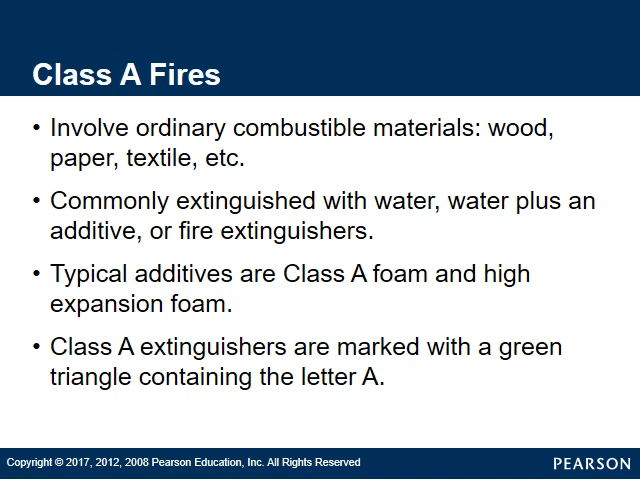 Class A Fires
• Involve ordinary combustible materials: wood,
paper, textile, etc.
• Commonly extinguished with water, water plus an
additive, or fire extinguishers.
• Typical additives are Class A foam and high
expansion foam.
• Class A extinguishers are marked with a green
triangle containing the letter A.
Copyright © 2017, 2012, 2008 Pearson Education, Inc. All Rights Reserved
PEARSON